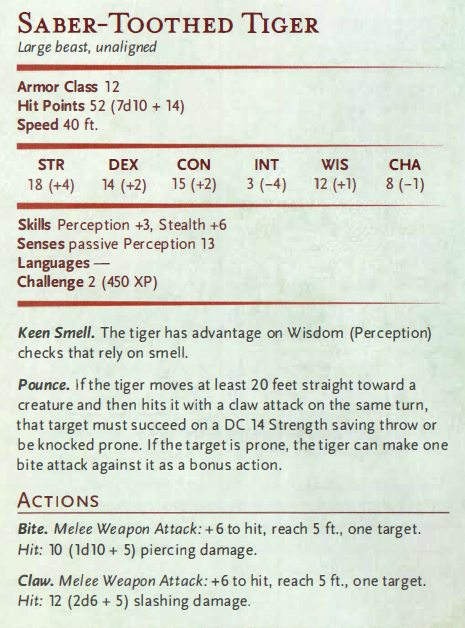 SABER-TOOTHED TIGER
Large beast, unaligned
Armor Class 12
Hit Points 52 (7d10 + 14)
Speed 40 ft.
STR DEX CON INT WIS CHA
18 (+4) 14 (+2) 15 (+2) 3 (−4) 12 (+1) 8 (−1)
Skills Perception +3, Stealth +6
Senses passive Perception 13
Languages —
Challenge 2 (450 XP)
Keen Smell. The tiger has advantage on Wisdom (Perception)
checks that rely on smell.
Pounce. If the tiger moves at least 20 feet straight toward a
creature and then hits it with a claw attack on the same turn,
that target must succeed on a DC 14 Strength saving throw or
be knocked prone. If the target is prone, the tiger can make one
bite attack against it as a bonus action.
ACTIONS
Bite. Melee Weapon Attack: +6 to hit, reach 5 ft., one target.
Hit: 10 (1d10 + 5) piercing damage.
Claw. Melee Weapon Attack: +6 to hit, reach 5 ft., one target.
Hit: 12 (2d6 + 5) slashing damage.